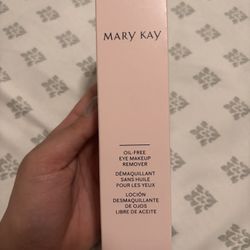 MARY KAY
OIL-FREE
EYE MAKEUP
REMOVER
DÉMAQUILLANT
SANS HUILE
POUR LES YEUX
LOCIÓN
DESMAQUILLANTE
DE OJOS
LIBRE DE ACEITE